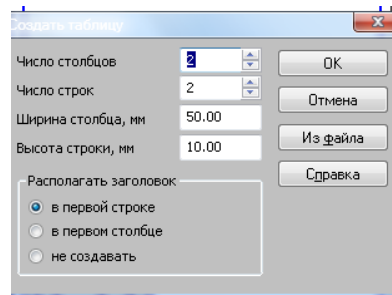 Создать таблицу
Число столбцов 2
Число строк 2
Ширина столбца, мм 50.00
Высота строки, мм 10.00
Располагать заголовок
в первой строке
в первом столбце
не создавать
OK
Отмена
Из файла
Справка